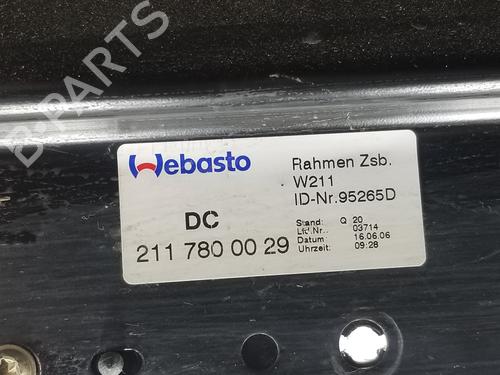 B-PARTS
Webasto
Rahmen Zsb.
W211
ID-Nr.95265D
DC
211 780 00 29
Stand: Q 20
Lfd.Nr.: 03714
Datum: 16.06.06
Uhrzeit: 09:28
B-PARTS